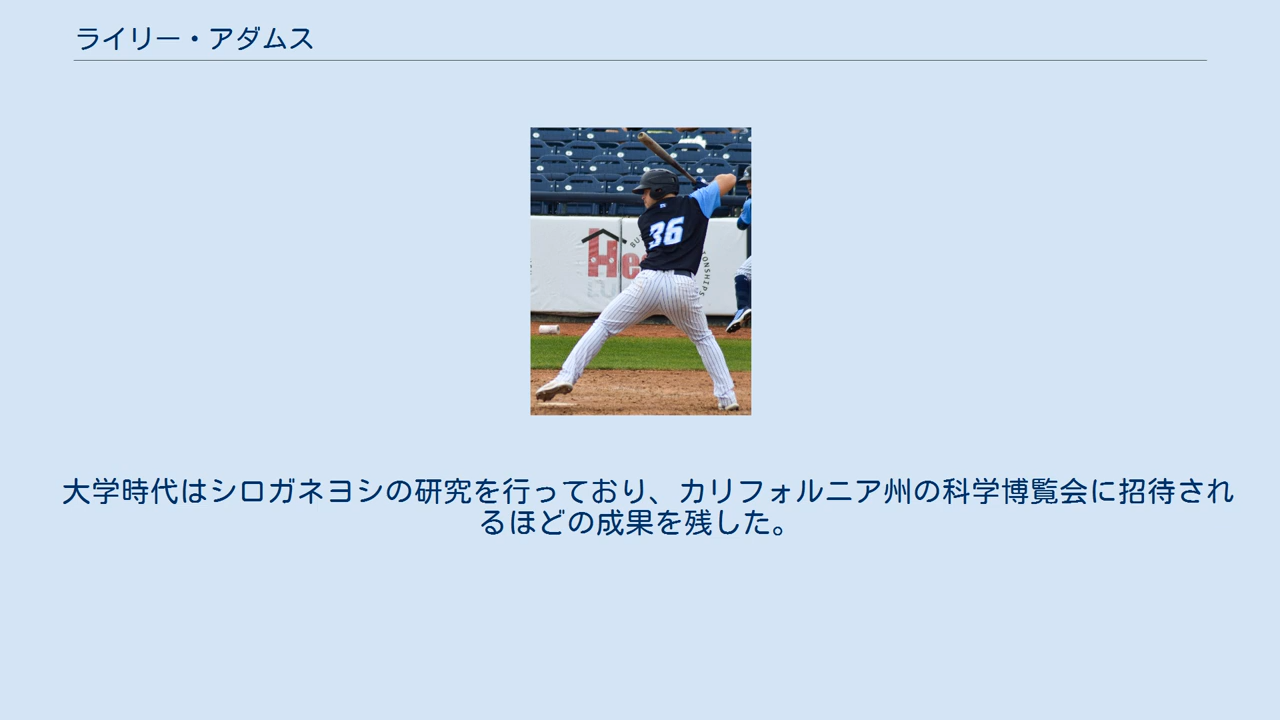 ライリー・アダムス
36
He
大学時代はシロガネヨシの研究を行っており、カリフォルニア州の科学博覧会に招待され
るほどの成果を残した。